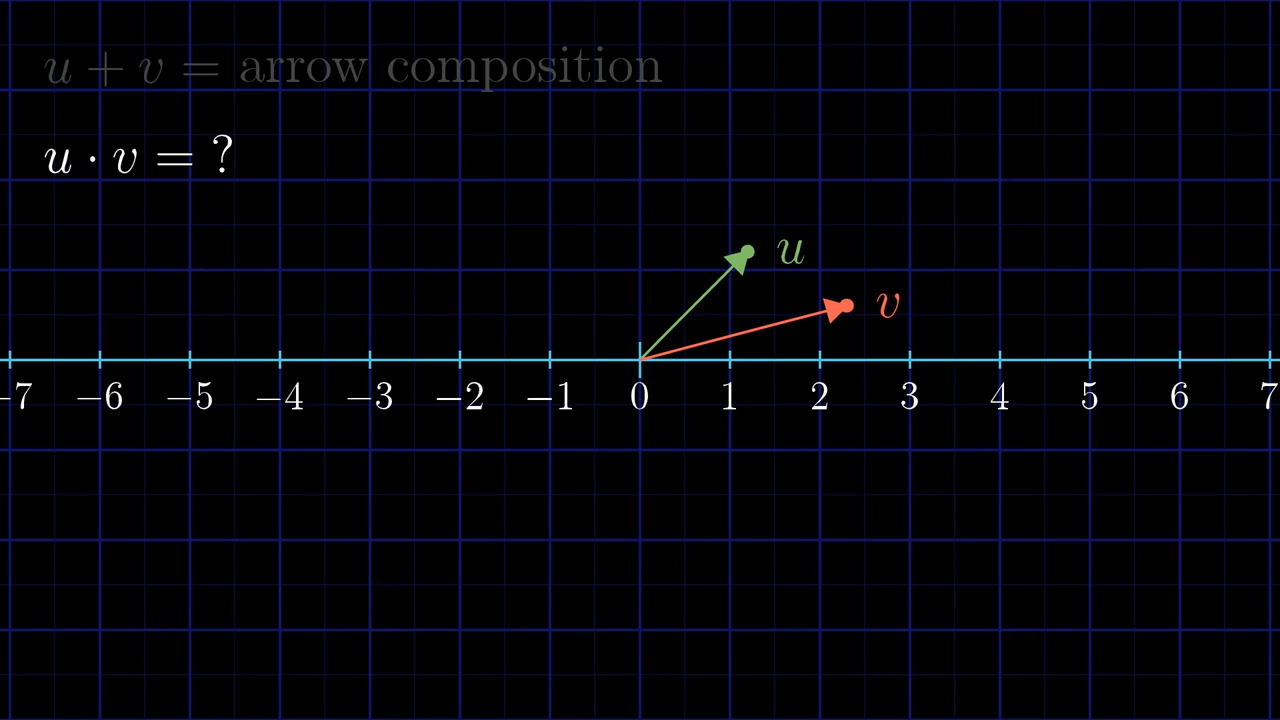 u + v = arrow composition
u · v = ?
u
v
−7 −6 −5 −4 −3 −2 −1 0 1 2 3 4 5 6 7